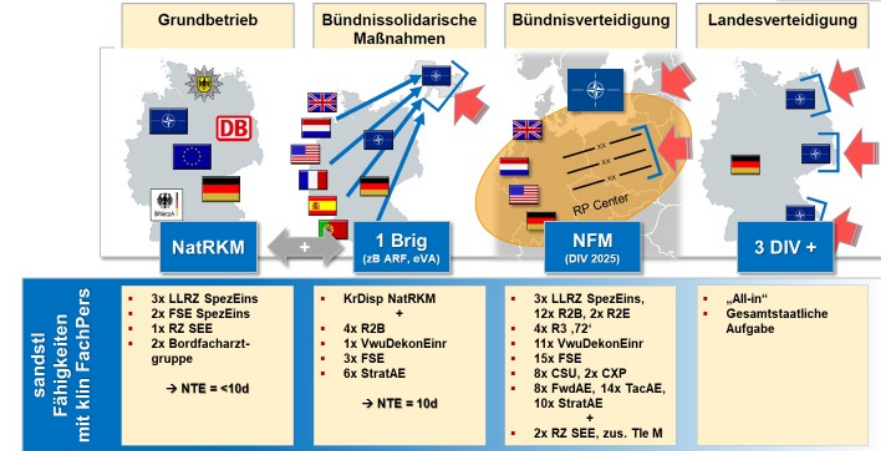 Grundbetrieb
Bündnissolidarische
Maßnahmen
Bündnisverteidigung
Landesverteidigung
DB
BNetzA
RP Center
xx
xx
xx
NatRKM
+
1 Brig
(zB ARF, eVA)
NFM
(DIV 2025)
3 DIV +
sandstl
Fähigkeiten
mit klin FachPers
▪ 3x LLRZ SpezEins
▪ 2x FSE SpezEins
▪ 1x RZ SEE
▪ 2x Bordfacharzt-
gruppe
→ NTE = <10d
▪ KrDisp NatRKM
+
▪ 4x R2B
▪ 1x VwuDekonEinr
▪ 3x FSE
▪ 6x StratAE
→ NTE = 10d
▪ 3x LLRZ SpezEins,
12x R2B, 2x R2E
▪ 4x R3 ‚72‘
▪ 11x VwuDekonEinr
▪ 15x FSE
▪ 8x CSU, 2x CXP
▪ 8x FwdAE, 14x TacAE,
10x StratAE
+
▪ 2x RZ SEE, zus. Tle M
▪ „All-in“
▪ Gesamtstaatliche
Aufgabe